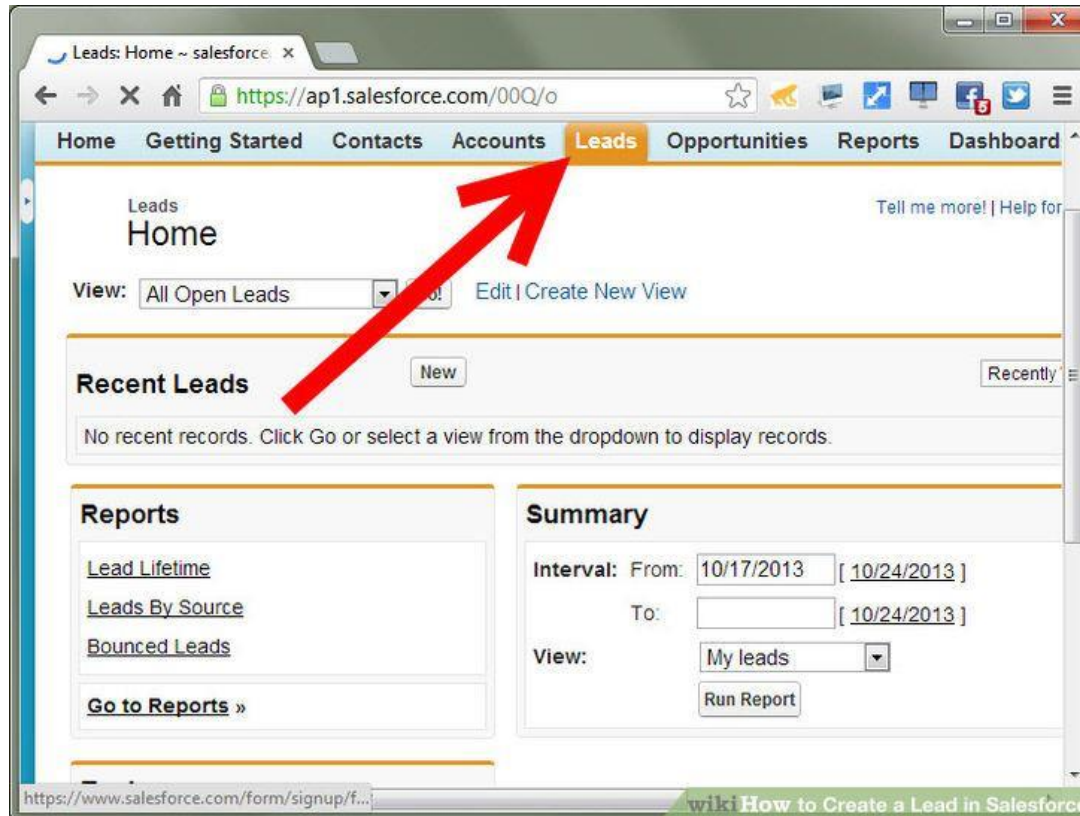 Leads: Home ~ salesforce
https://ap1.salesforce.com/00Q/o
5
Home Getting Started Contacts Accounts Leads Opportunities Reports Dashboard
Leads
Home
Tell me more! | Help for
View: All Open Leads Edit | Create New View
Recent Leads New Recently
No recent records. Click Go or select a view from the dropdown to display records.
Reports
Lead Lifetime
Leads By Source
Bounced Leads
Go to Reports »
Summary
Interval: From: 10/17/2013 [ 10/24/2013 ]
To: [ 10/24/2013 ]
View: My leads
Run Report
https://www.salesforce.com/form/signup/f...
wikiHow to Create a Lead in Salesforce